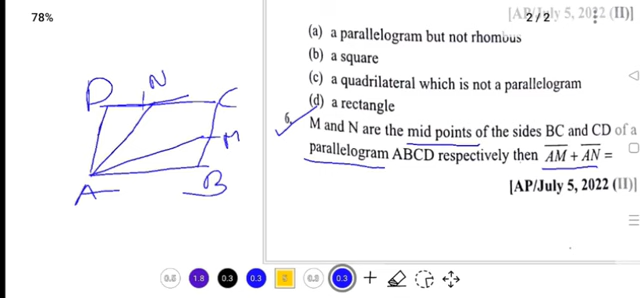 78%
2/2
[AP/July 5, 2022 (II)]
(a) a parallelogram but not rhombus
(b) a square
(c) a quadrilateral which is not a parallelogram
(d) a rectangle
6.
M and N are the mid points of the sides BC and CD of a
parallelogram ABCD respectively then AM + AN =
[AP/July 5, 2022 (II)]
D N C
M
A B
0.8 1.8 0.3 0.3 0.8 0.3